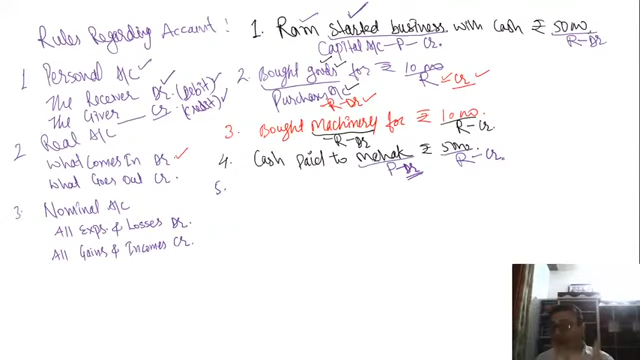 Rules Regarding Account!
1 Personal A/C
The Receiver Dr. (Debit)
The Giver Cr. (Credit)
2 Real A/C
What Comes In Dr.
What Goes Out Cr.
3. Nominal A/C
All Exps. & Losses Dr.
All Gains & Incomes Cr.
1. Ram started business with Cash ₹ 5000
Capital A/C - P - Cr. R - Dr
2. Bought goods for ₹ 10000
Purchases A/C R - Cr
R - Dr
3. Bought Machinery for ₹ 10000
R - Dr R - Cr.
4. Cash paid to Mehak ₹ 5000.
P - Dr R - Cr.
5.